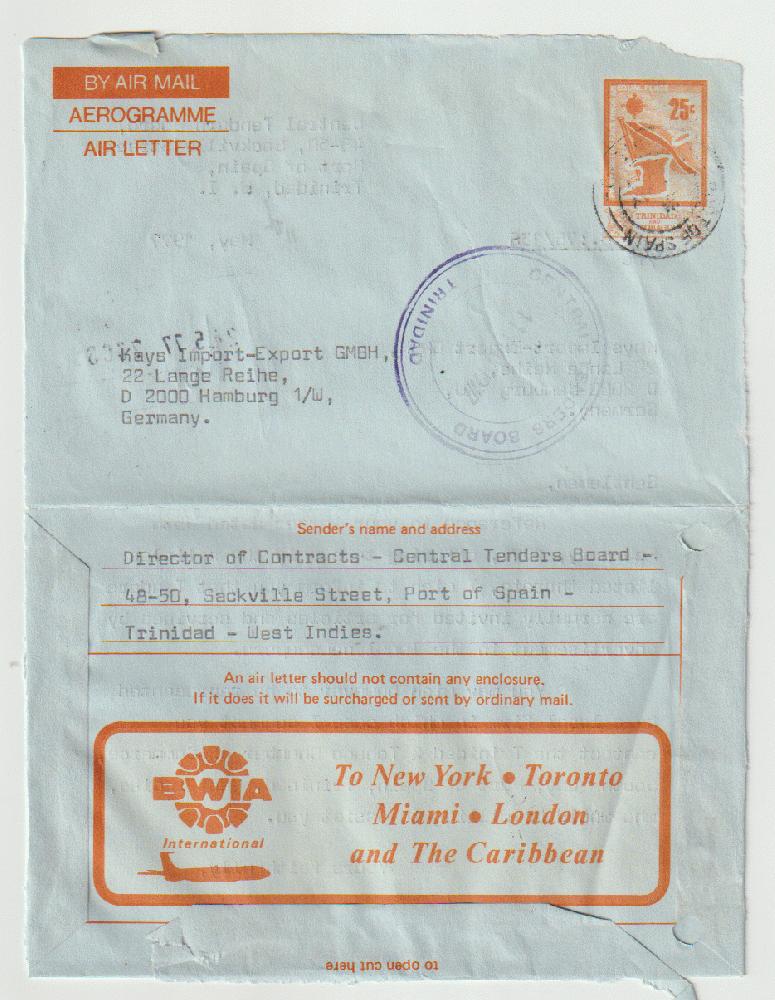 BY AIR MAIL
AEROGRAMME
AIR LETTER
25c
TRINIDAD
OF SPAIN
TRINIDAD
BOARD
Kays Import-Export GMBH,
22 Lange Reihe,
D 2000 Hamburg 1/W,
Germany.
Sender's name and address
Director of Contracts - Central Tenders Board -.
48-50, Sackville Street, Port of Spain -
Trinidad - West Indies.
An air letter should not contain any enclosure.
If it does it will be surcharged or sent by ordinary mail.
BWIA
International
To New York • Toronto
Miami • London
and The Caribbean
to open cut here